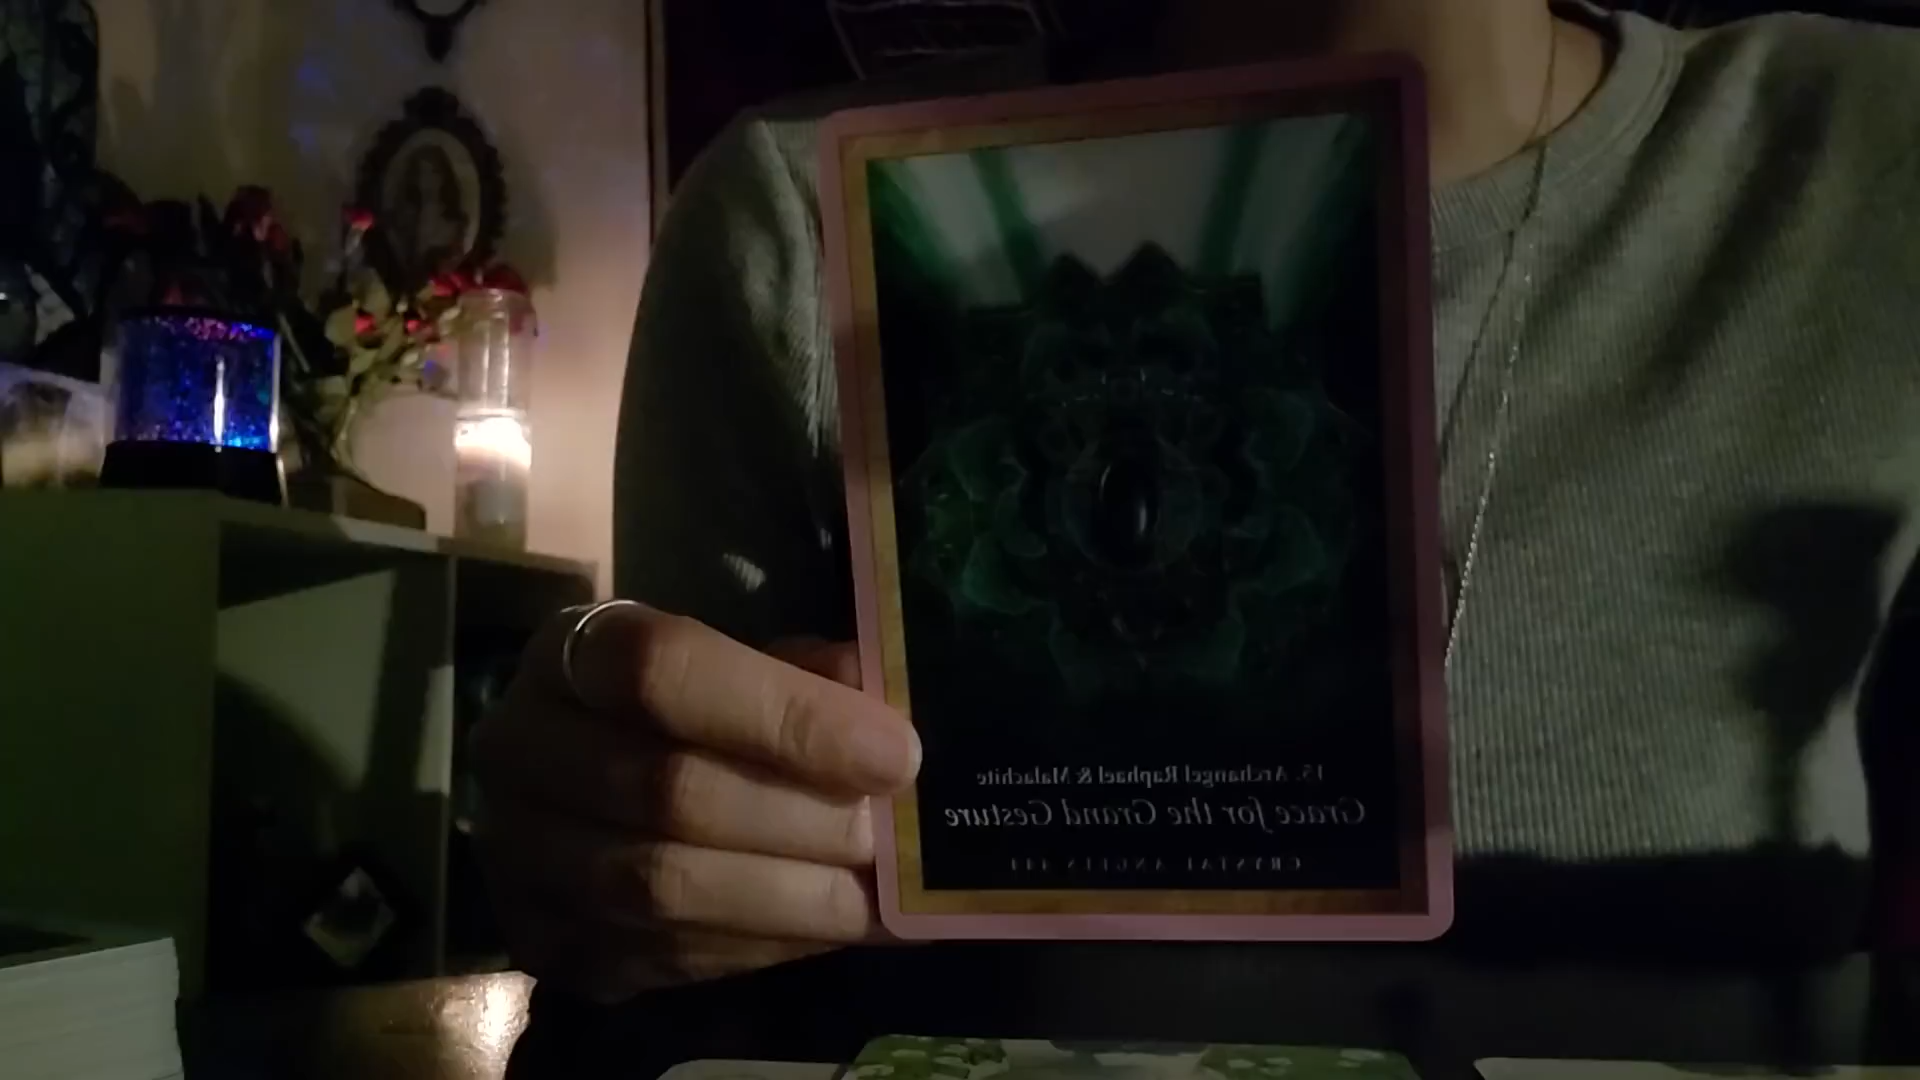 15. Archangel Raphael & Malachite
Grace for the Grand Gesture
CRYSTAL ANGELS 444